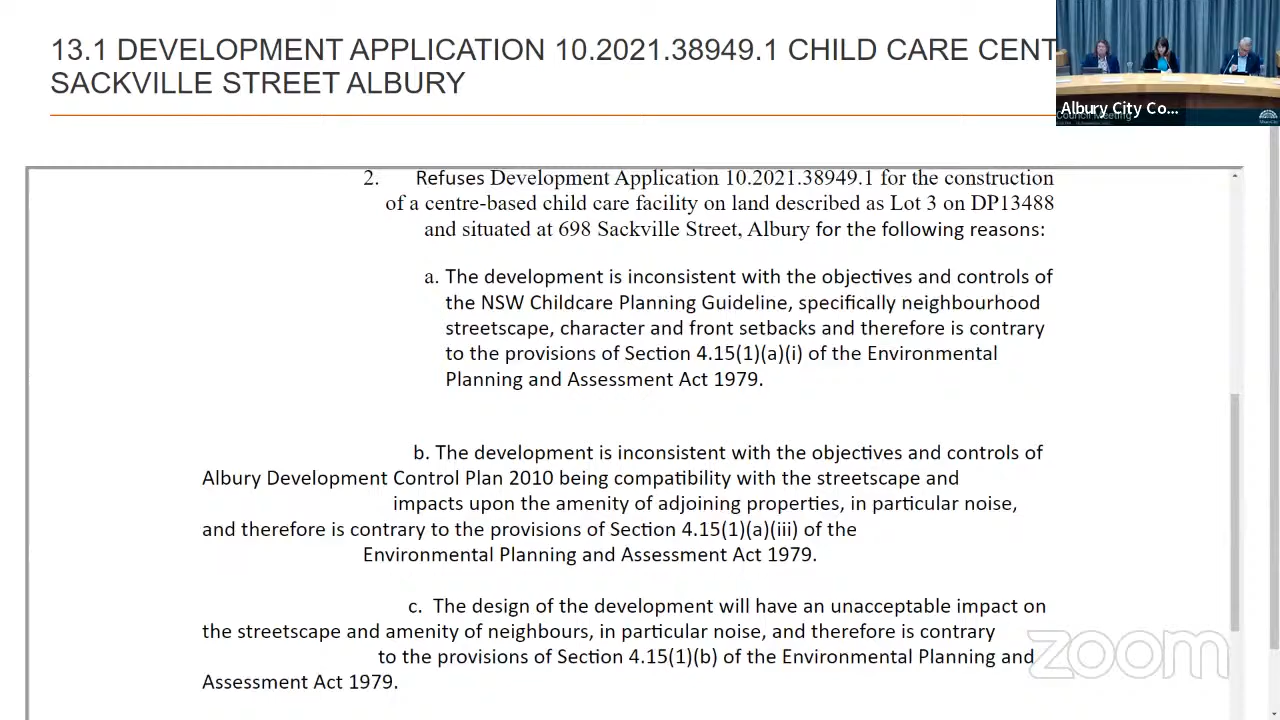 13.1 DEVELOPMENT APPLICATION 10.2021.38949.1 CHILD CARE CENT
SACKVILLE STREET ALBURY
Albury City Co...
Council Meeting
2. Refuses Development Application 10.2021.38949.1 for the construction
of a centre-based child care facility on land described as Lot 3 on DP13488
and situated at 698 Sackville Street, Albury for the following reasons:
a. The development is inconsistent with the objectives and controls of
the NSW Childcare Planning Guideline, specifically neighbourhood
streetscape, character and front setbacks and therefore is contrary
to the provisions of Section 4.15(1)(a)(i) of the Environmental
Planning and Assessment Act 1979.
b. The development is inconsistent with the objectives and controls of
Albury Development Control Plan 2010 being compatibility with the streetscape and
impacts upon the amenity of adjoining properties, in particular noise,
and therefore is contrary to the provisions of Section 4.15(1)(a)(iii) of the
Environmental Planning and Assessment Act 1979.
c. The design of the development will have an unacceptable impact on
the streetscape and amenity of neighbours, in particular noise, and therefore is contrary
to the provisions of Section 4.15(1)(b) of the Environmental Planning and
Assessment Act 1979.
zoom